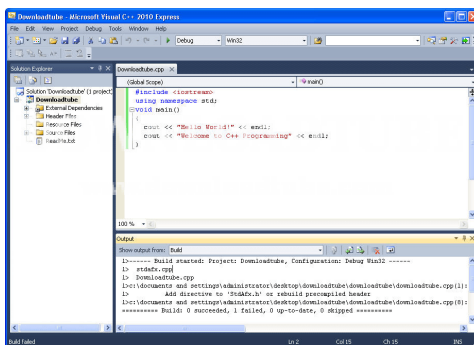 Downloadtube - Microsoft Visual C++ 2010 Express
File Edit View Project Debug Tools Window Help
Debug Win32
Solution Explorer
Downloadtube.cpp
(Global Scope) main()
Solution 'Downloadtube' (1 project)
Downloadtube
External Dependencies
Header Files
Resource Files
Source Files
ReadMe.txt
#include <iostream>
using namespace std;
void main()
{
cout << "Hello World!" << endl;
cout << "Welcome to C++ Programming" << endl;
}
100 %
Output
Show output from: Build
1>------ Build started: Project: Downloadtube, Configuration: Debug Win32 ------
1> stdafx.cpp
1> Downloadtube.cpp
1>c:\documents and settings\administrator\desktop\downloadtube\downloadtube\downloadtube.cpp(1):
1> Add directive to 'StdAfx.h' or rebuild precompiled header
1>c:\documents and settings\administrator\desktop\downloadtube\downloadtube\downloadtube.cpp(8):
========== Build: 0 succeeded, 1 failed, 0 up-to-date, 0 skipped ==========
Build failed Ln 2 Col 15 Ch 15 INS